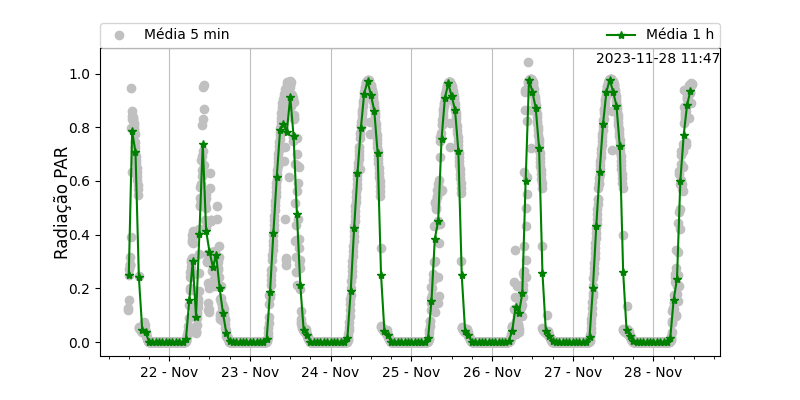 Média 5 min
Média 1 h
2023-11-28 11:47
Radiação PAR
1.0
0.8
0.6
0.4
0.2
0.0
22 - Nov
23 - Nov
24 - Nov
25 - Nov
26 - Nov
27 - Nov
28 - Nov